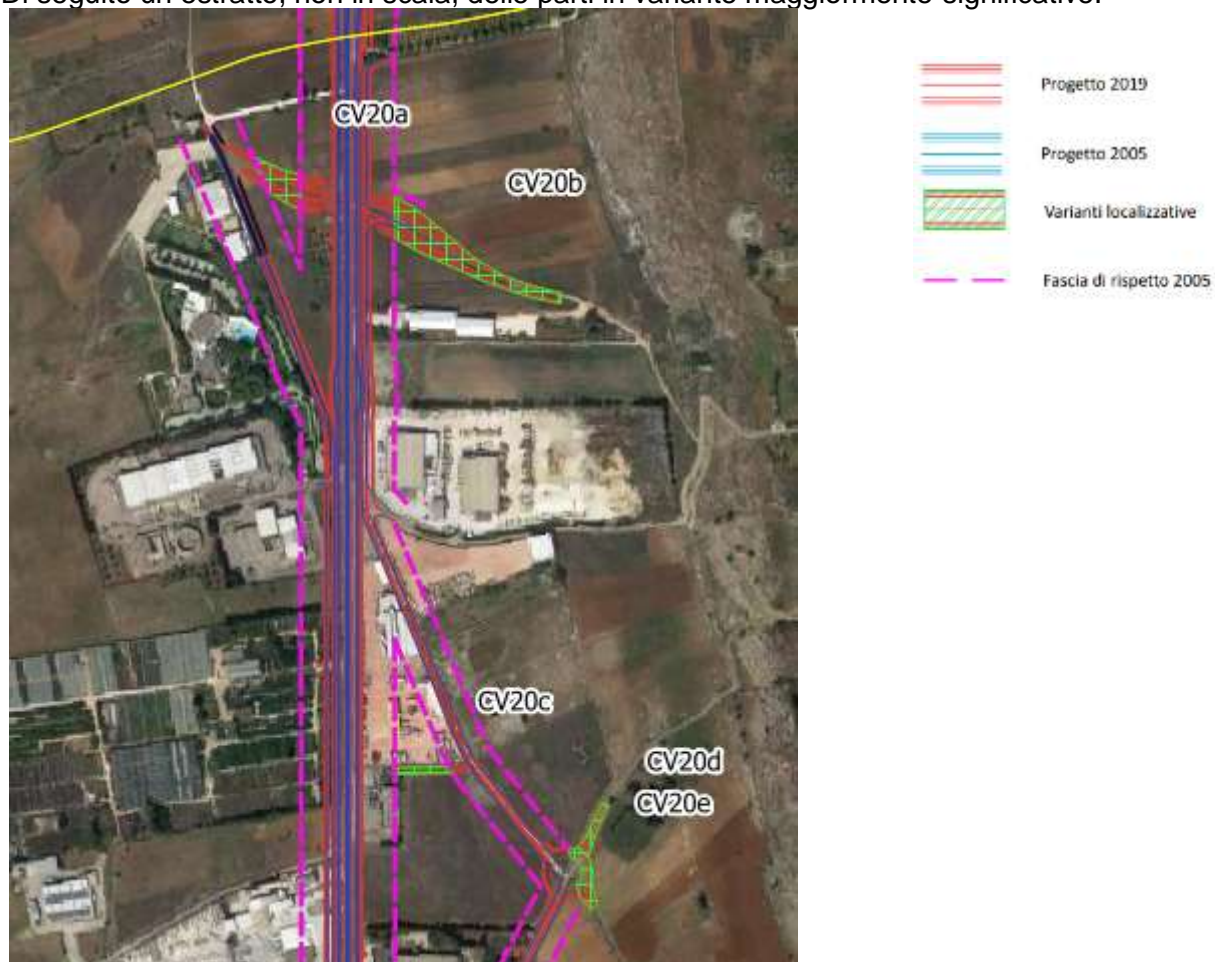 Di seguito un estratto, non in scala, delle parti in variante maggiormente significative.
CV20a
CV20b
CV20c
CV20d
CV20e
Progetto 2019
Progetto 2005
Varianti localizzative
Fascia di rispetto 2005